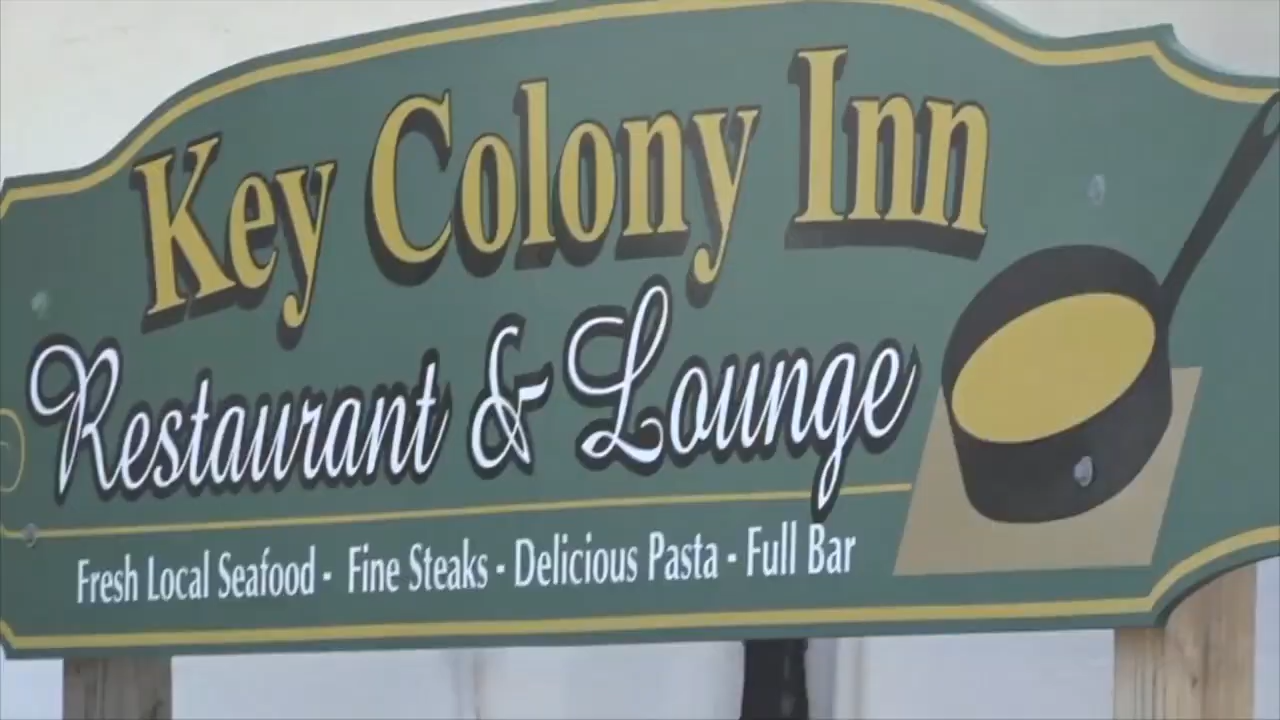 Key Colony Inn
Restaurant & Lounge
Fresh Local Seafood - Fine Steaks - Delicious Pasta - Full Bar